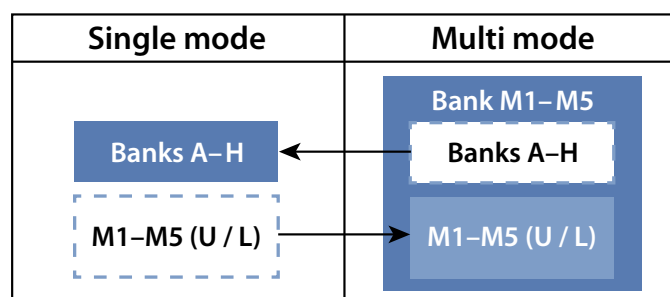 Single mode
Multi mode
Bank M1–M5
Banks A–H
Banks A–H
M1–M5 (U / L)
M1–M5 (U / L)